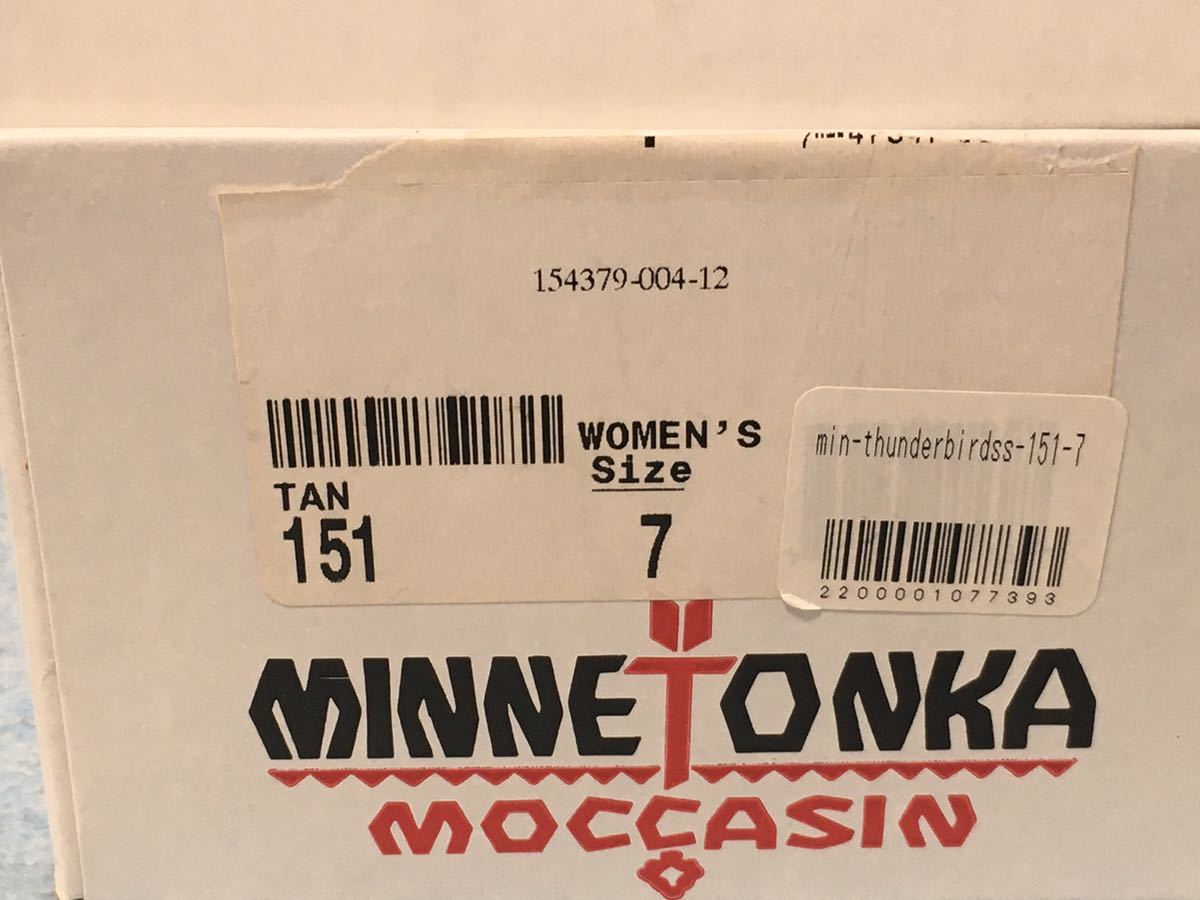 154379-004-12
WOMEN'S
Size
TAN
151
7
min-thunderbirdss-151-7
2200001077393
MINNETONKA
MOCCASIN